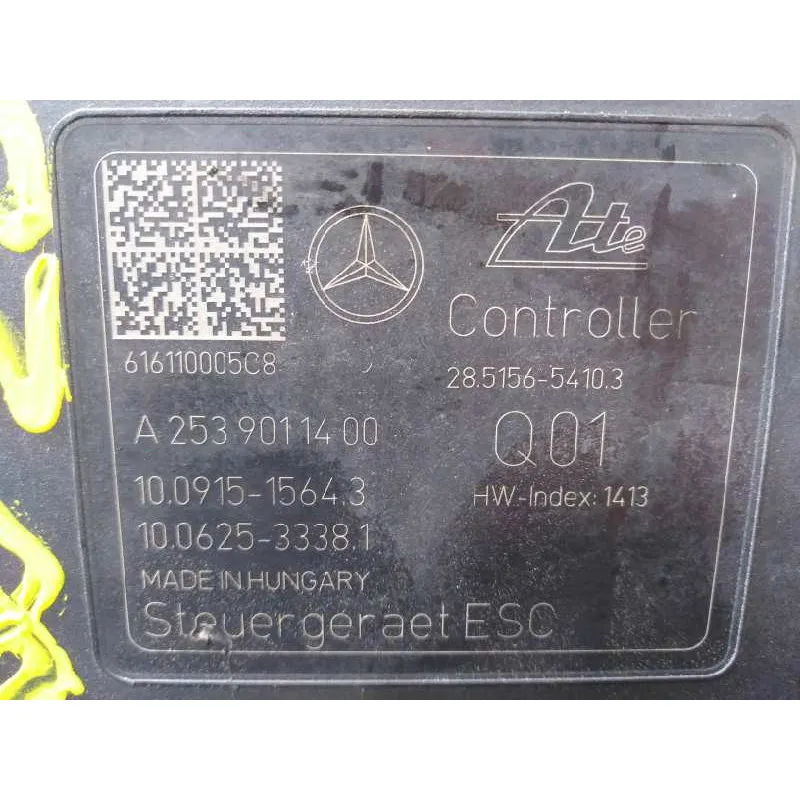 Ate
Controller
616110005C8
28.5156-5410.3
A 253 901 14 00
Q01
10.0915-1564.3
HW-Index: 1413
10.0625-3338.1
MADE IN HUNGARY
Steuergeraet ESC